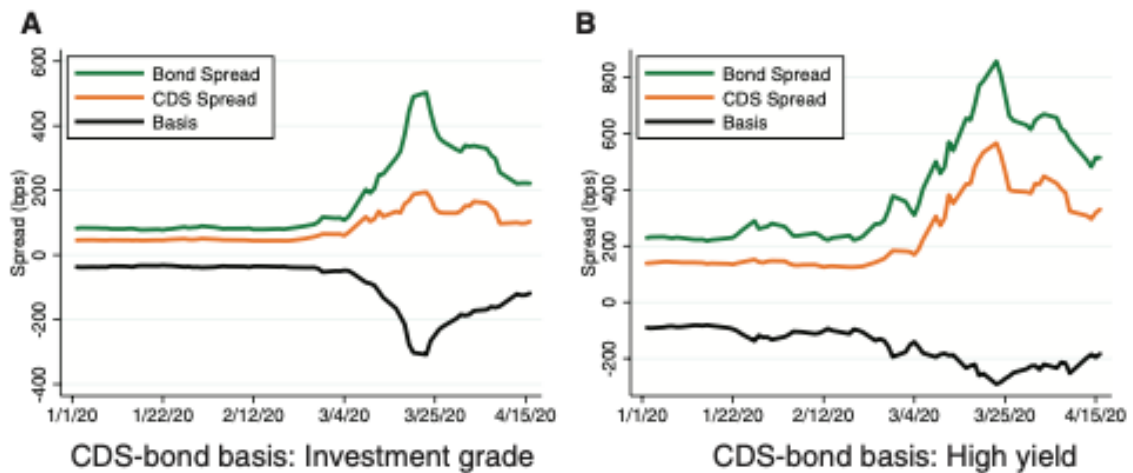 A
Bond Spread
CDS Spread
Basis
Spread (bps)
600
400
200
0
-200
-400
1/1/20
1/22/20
2/12/20
3/4/20
3/25/20
4/15/20
CDS-bond basis: Investment grade
B
Bond Spread
CDS Spread
Basis
Spread (bps)
800
600
400
200
0
-200
1/1/20
1/22/20
2/12/20
3/4/20
3/25/20
4/15/20
CDS-bond basis: High yield